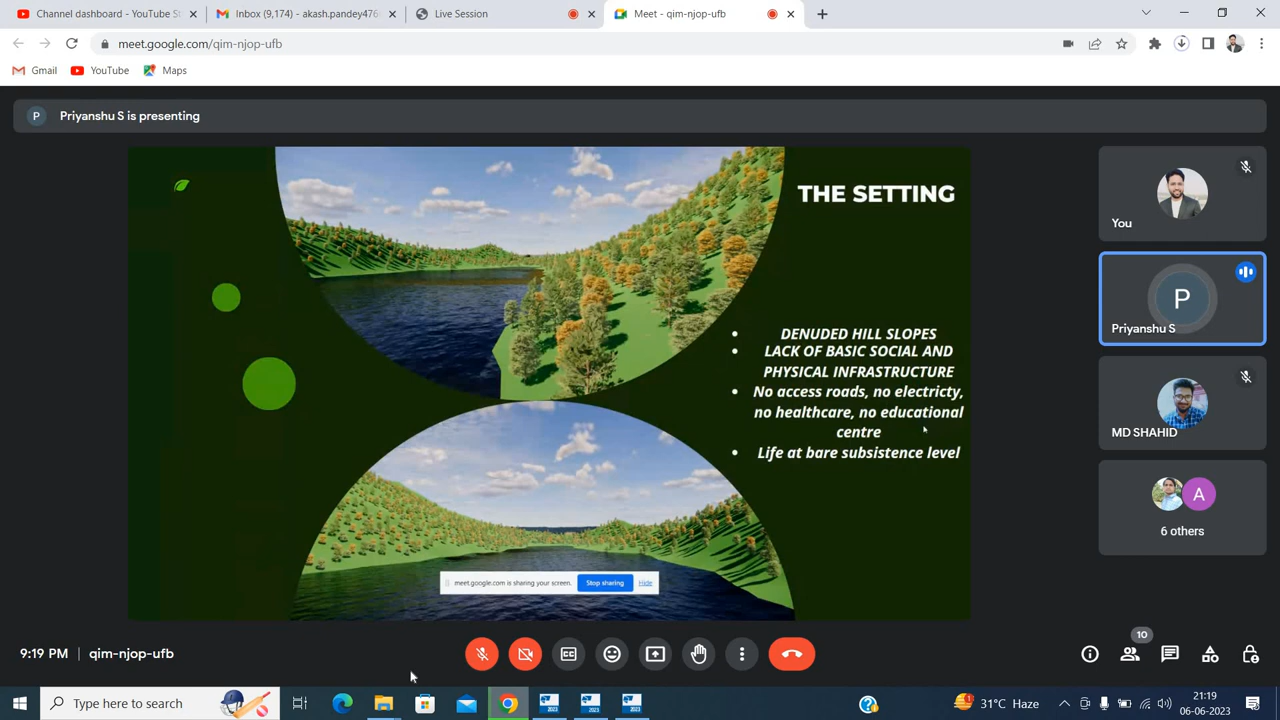 Channel dashboard - YouTube St
Inbox (9,174) - akash.pandey476
Live Session
Meet - qim-njop-ufb
meet.google.com/qim-njop-ufb
Gmail
YouTube
Maps
P
Priyanshu S is presenting
THE SETTING
• DENUDED HILL SLOPES
• LACK OF BASIC SOCIAL AND
PHYSICAL INFRASTRUCTURE
• No access roads, no electricty,
no healthcare, no educational
centre
• Life at bare subsistence level
meet.google.com is sharing your screen.
Stop sharing
Hide
You
P
Priyanshu S
MD SHAHID
A
6 others
9:19 PM | qim-njop-ufb
10
Type here to search
2023
2023
2023
31°C Haze
21:19
06-06-2023